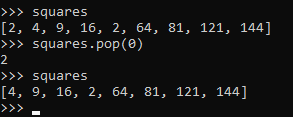 >>> squares
[2, 4, 9, 16, 2, 64, 81, 121, 144]
>>> squares.pop(0)
2
>>> squares
[4, 9, 16, 2, 64, 81, 121, 144]
>>>